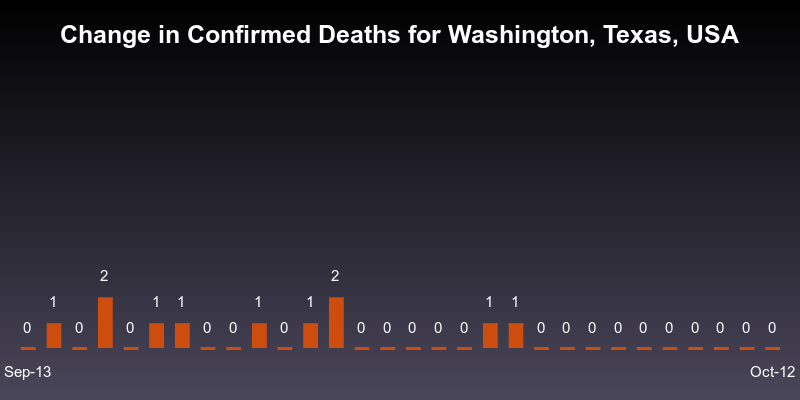 Change in Confirmed Deaths for Washington, Texas, USA
0 1 0 2 0 1 1 0 0 1 0 1 2 0 0 0 0 0 1 1 0 0 0 0 0 0 0 0 0 0
Sep-13 Oct-12